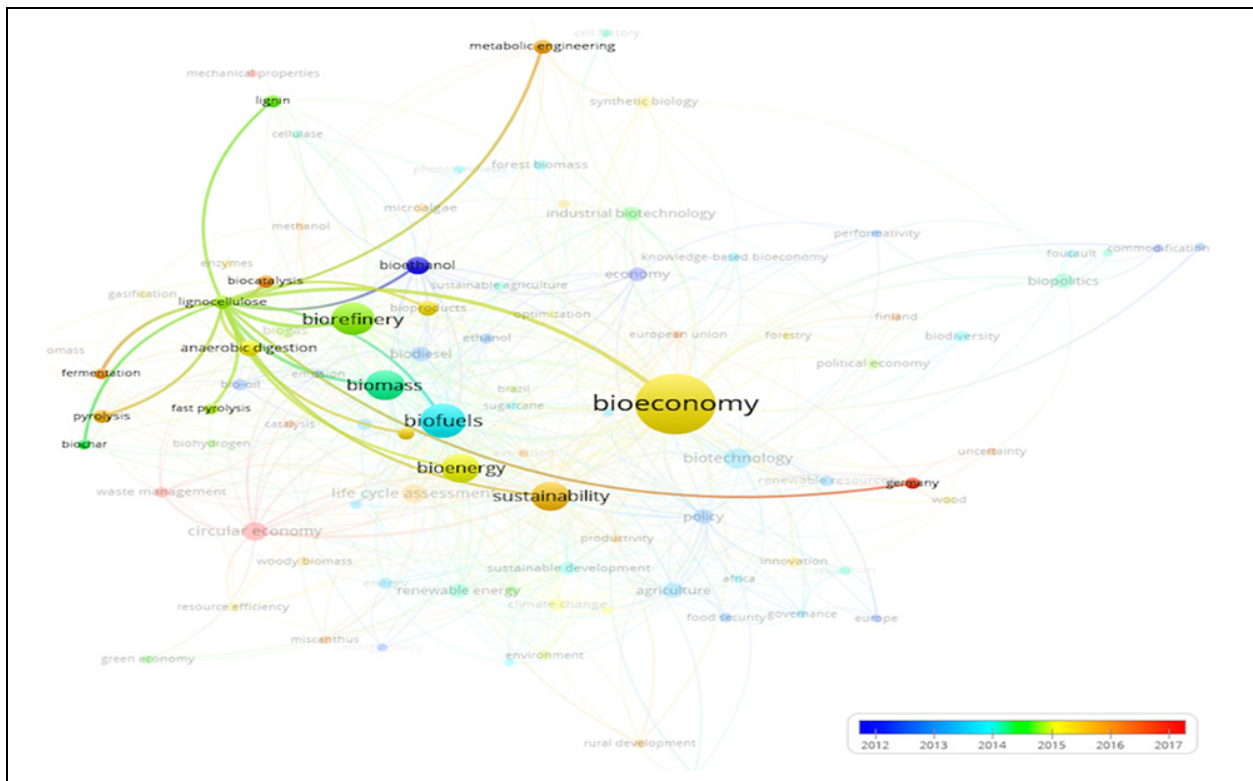 cell factory
metabolic engineering
mechanical properties
lignin
synthetic biology
cellulase
forest biomass
photosynthesis
microalgae
industrial biotechnology
methanol
performativity
commodification
foucault
knowledge-based bioeconomy
enzymes
bioethanol
economy
biocatalysis
biopolitics
sustainable agriculture
gasification
lignocellulose
bioproducts
optimization
finland
biorefinery
biogas
european union
forestry
biodiversity
ethanol
anaerobic digestion
biodiesel
omass
political economy
fermentation
emission
biomass
bio-oil
brazil
bioeconomy
fast pyrolysis
sugarcane
pyrolysis
biofuels
catalysis
biochar
biohydrogen
uncertainty
biotechnology
bioenergy
renewable resources
germany
waste management
life cycle assessment
sustainability
wood
policy
circular economy
productivity
woody biomass
sustainable development
innovation
energy
africa
renewable energy
agriculture
resource efficiency
climate change
food security
governance
europe
miscanthus
environment
green economy
rural development
2012
2013
2014
2015
2016
2017